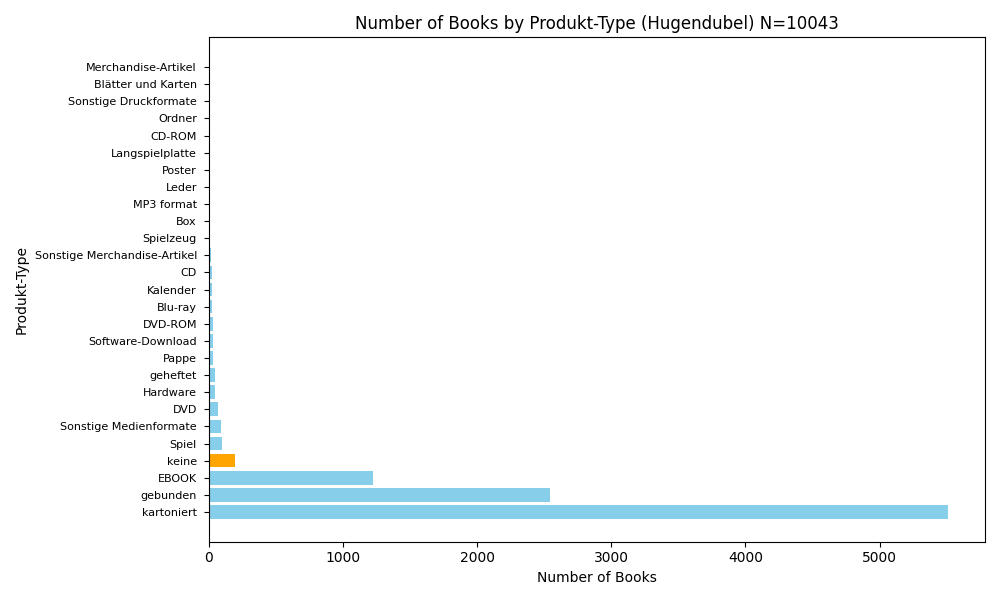 Number of Books by Produkt-Type (Hugendubel) N=10043
Produkt-Type
Merchandise-Artikel
Blätter und Karten
Sonstige Druckformate
Ordner
CD-ROM
Langspielplatte
Poster
Leder
MP3 format
Box
Spielzeug
Sonstige Merchandise-Artikel
CD
Kalender
Blu-ray
DVD-ROM
Software-Download
Pappe
geheftet
Hardware
DVD
Sonstige Medienformate
Spiel
keine
EBOOK
gebunden
kartoniert
0 1000 2000 3000 4000 5000
Number of Books